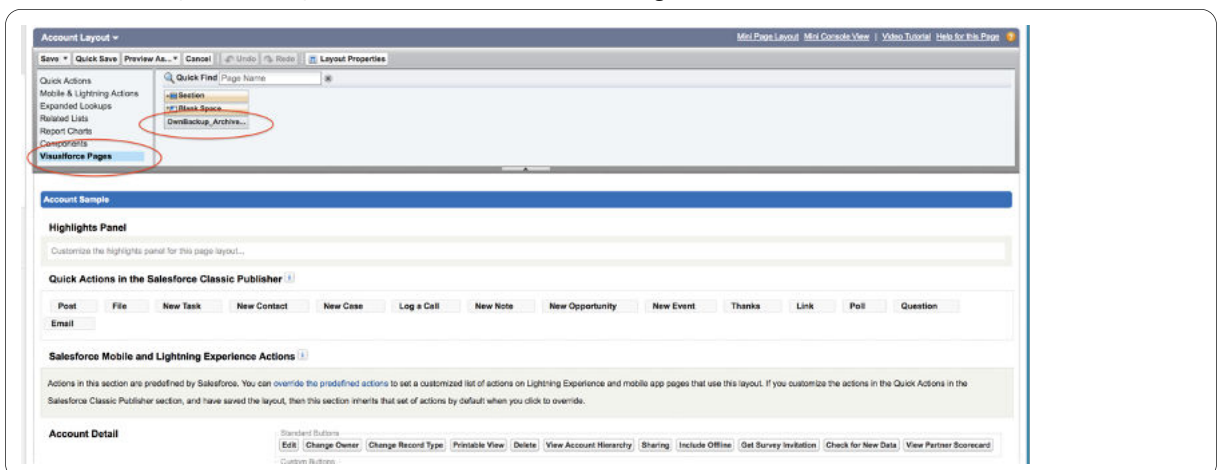 Account Layout
Mini Page Layout Mini Console View | Video Tutorial Help for this Page
Save Quick Save Preview As... Cancel Undo Redo Layout Properties
Quick Actions
Mobile & Lightning Actions
Expanded Lookups
Related Lists
Report Charts
Components
Visualforce Pages
Quick Find Page Name
Section
Blank Space
OwnBackup_Archive...
Account Sample
Highlights Panel
Customize the highlights panel for this page layout...
Quick Actions in the Salesforce Classic Publisher
Post File New Task New Contact New Case Log a Call New Note New Opportunity New Event Thanks Link Poll Question
Email
Salesforce Mobile and Lightning Experience Actions
Actions in this section are predefined by Salesforce. You can override the predefined actions to set a customized list of actions on Lightning Experience and mobile app pages that use this layout. If you customize the actions in the Quick Actions in the
Salesforce Classic Publisher section, and have saved the layout, then this section inherits that set of actions by default when you click to override.
Account Detail
Standard Buttons
Edit Change Owner Change Record Type Printable View Delete View Account Hierarchy Sharing Include Offline Get Survey Invitation Check for New Data View Partner Scorecard
Custom Buttons